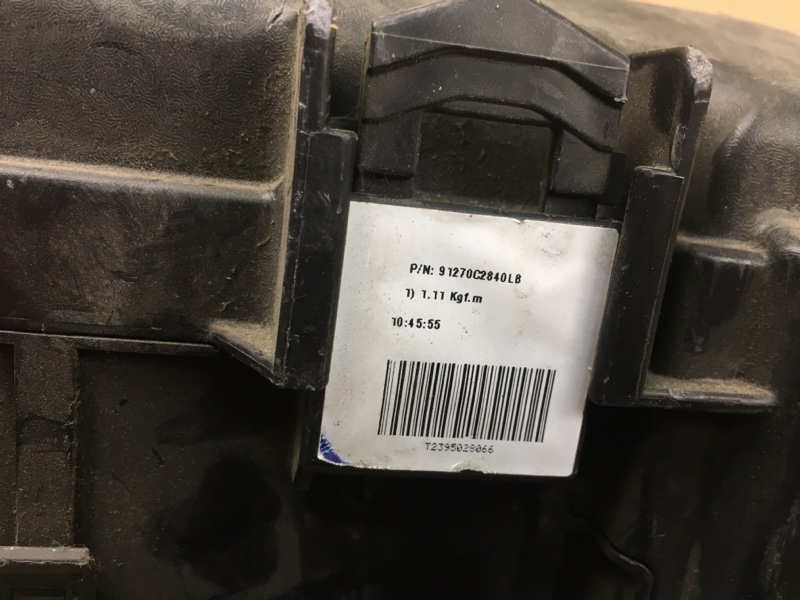 P/N: 91270C2840LB
1) 1.11 Kgf.m
10:45:55
T2395028066